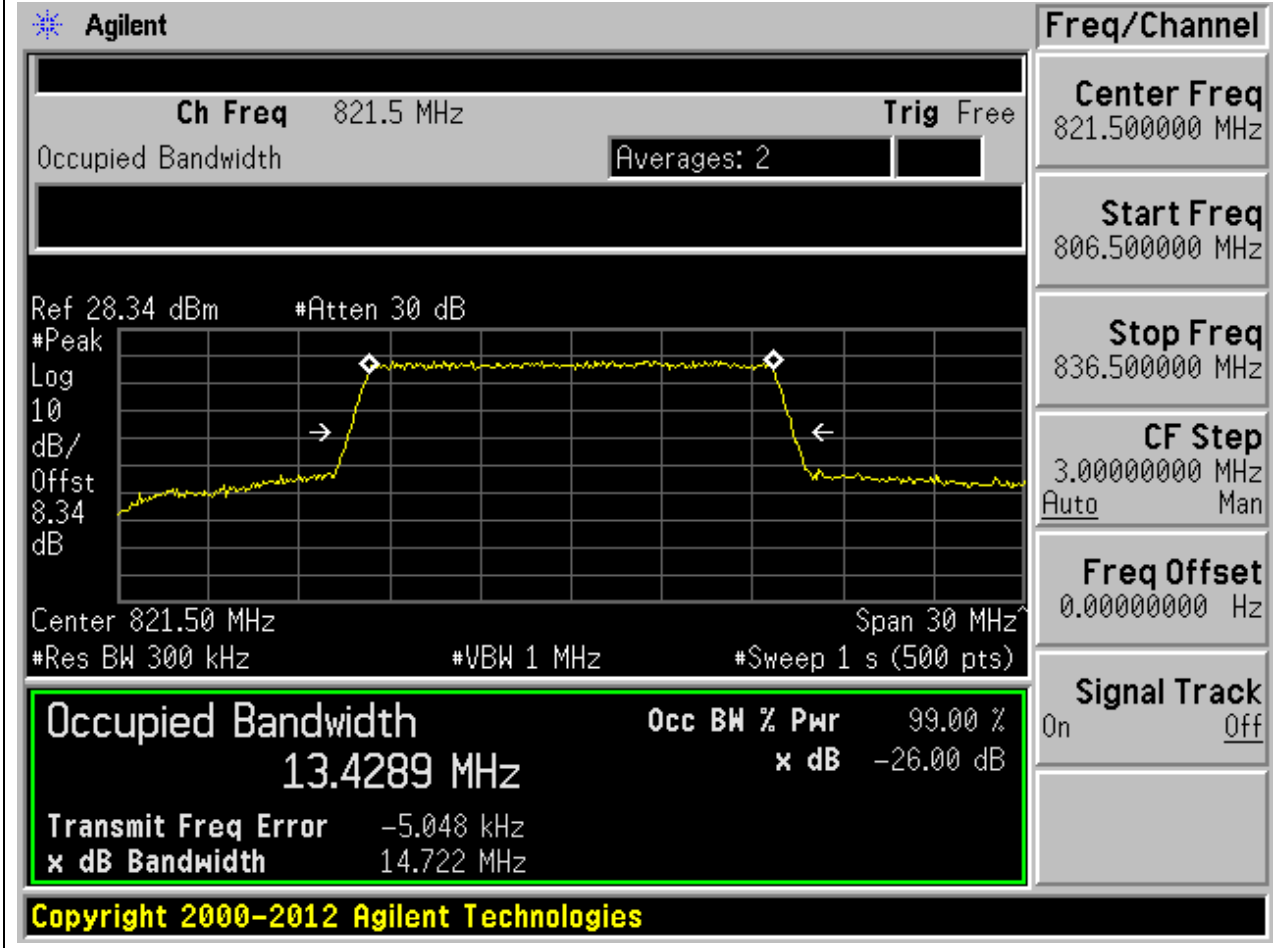 Agilent
Freq/Channel
Ch Freq 821.5 MHz Trig Free
Occupied Bandwidth Averages: 2
Center Freq
821.500000 MHz
Start Freq
806.500000 MHz
Stop Freq
836.500000 MHz
CF Step
3.00000000 MHz
Auto Man
Freq Offset
0.00000000 Hz
Signal Track
On Off
Ref 28.34 dBm #Atten 30 dB
#Peak
Log
10
dB/
Offst
8.34
dB
Center 821.50 MHz Span 30 MHz^
#Res BW 300 kHz #VBW 1 MHz #Sweep 1 s (500 pts)
Occupied Bandwidth Occ BW % Pwr 99.00 %
13.4289 MHz x dB -26.00 dB
Transmit Freq Error -5.048 kHz
x dB Bandwidth 14.722 MHz
Copyright 2000-2012 Agilent Technologies